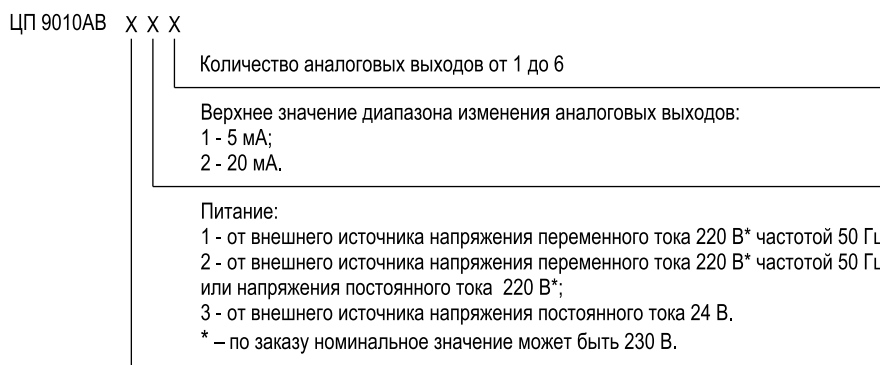 ЦП 9010АВ X X X
Количество аналоговых выходов от 1 до 6
Верхнее значение диапазона изменения аналоговых выходов:
1 - 5 мА;
2 - 20 мА.
Питание:
1 - от внешнего источника напряжения переменного тока 220 В* частотой 50 Гц
2 - от внешнего источника напряжения переменного тока 220 В* частотой 50 Гц
или напряжения постоянного тока 220 В*;
3 - от внешнего источника напряжения постоянного тока 24 В.
* – по заказу номинальное значение может быть 230 В.